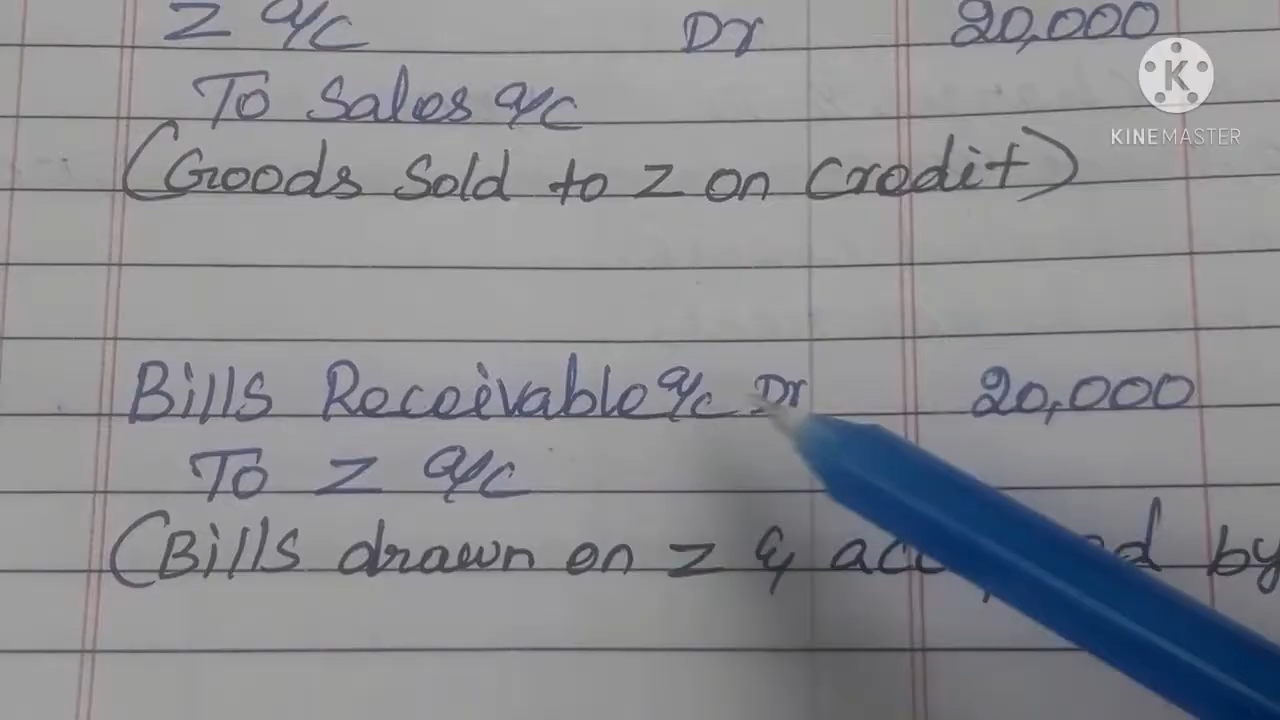 Z a/c Dr 20,000
To Sales a/c
(Goods Sold to Z on Credit)
Bills Receivable a/c Dr 20,000
To Z a/c
(Bills drawn on Z & by
K
KINEMASTER